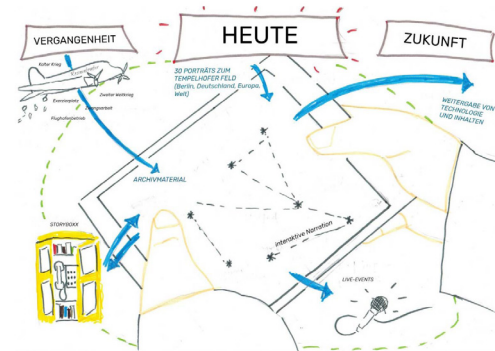 VERGANGENHEIT
HEUTE
ZUKUNFT
Kalter Krieg
Zweiter Weltkrieg
Zwangsarbeit
Flughafenbetrieb
30 PORTRÄTS ZUM
TEMPELHOFER FELD
(Berlin, Deutschland, Europa,
Welt)
WEITERGABE VON
TECHNOLOGIE
UND INHALTEN
ARCHIVMATERIAL
STORYBOXX
Interaktive Narration
LIVE-EVENTS